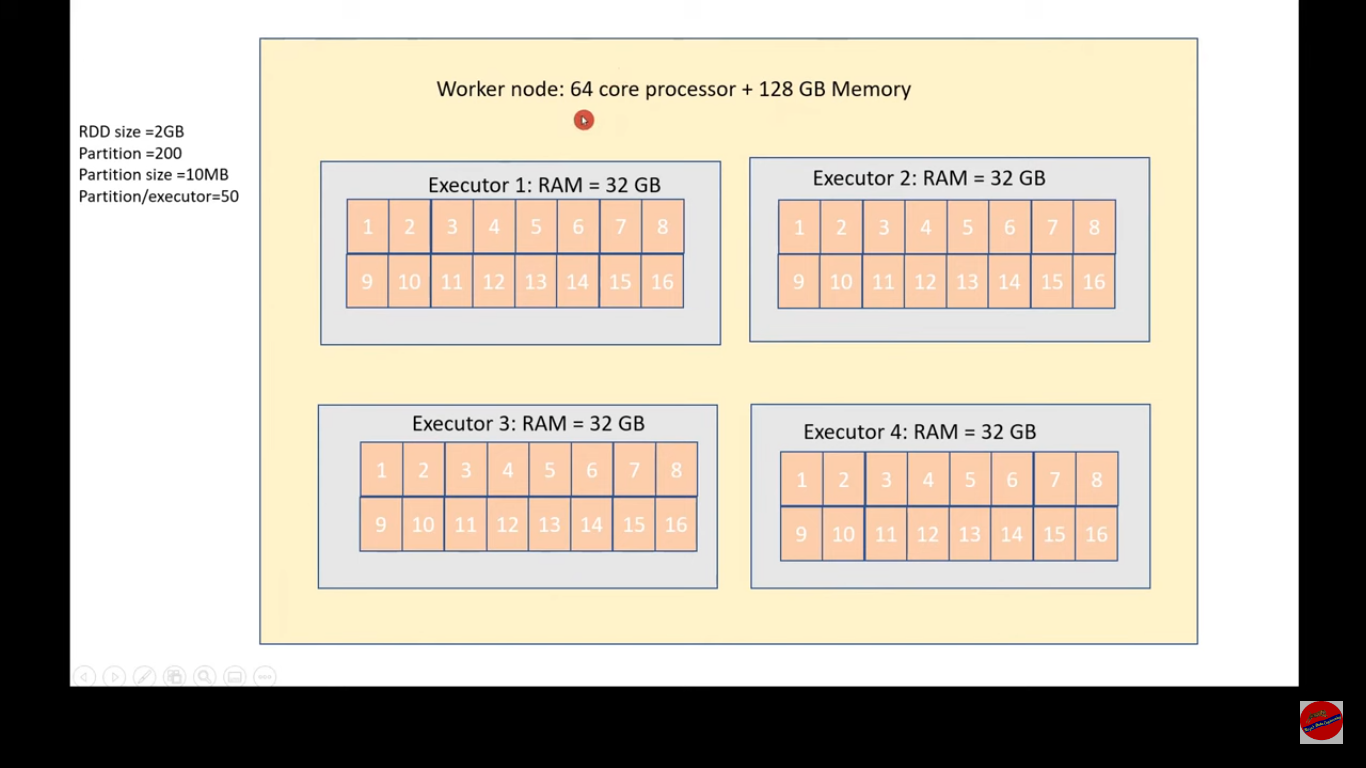 Worker node: 64 core processor + 128 GB Memory
RDD size =2GB
Partition =200
Partition size =10MB
Partition/executor=50
Executor 1: RAM = 32 GB
1 2 3 4 5 6 7 8
9 10 11 12 13 14 15 16
Executor 2: RAM = 32 GB
1 2 3 4 5 6 7 8
9 10 11 12 13 14 15 16
Executor 3: RAM = 32 GB
1 2 3 4 5 6 7 8
9 10 11 12 13 14 15 16
Executor 4: RAM = 32 GB
1 2 3 4 5 6 7 8
9 10 11 12 13 14 15 16